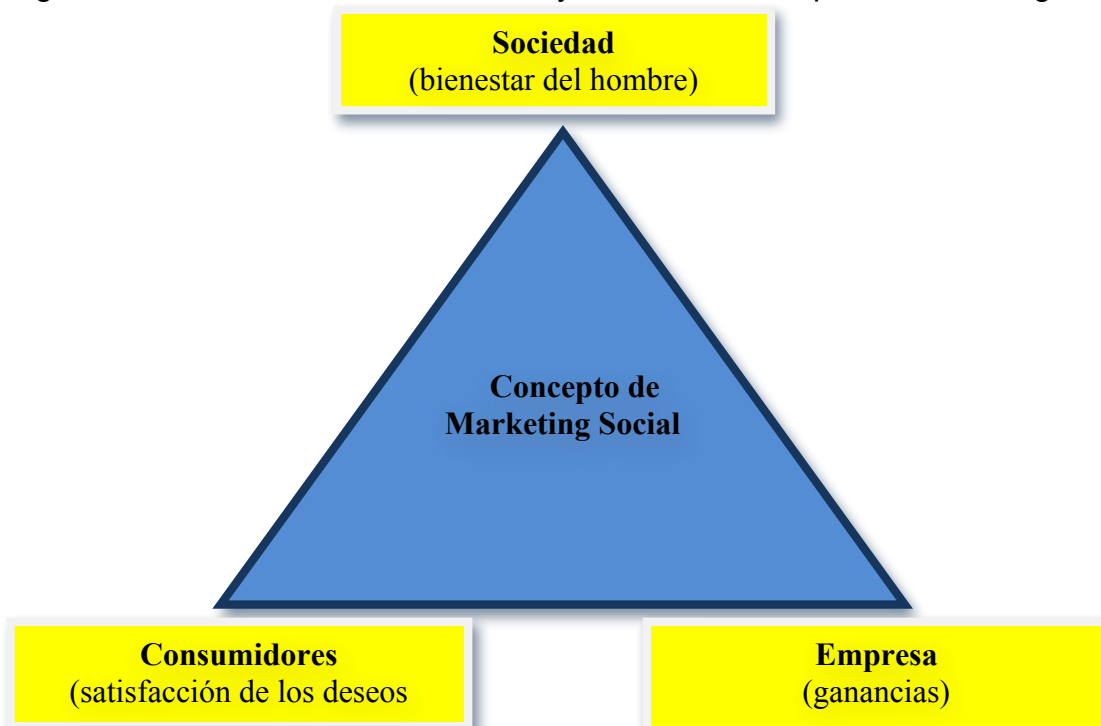 Sociedad
(bienestar del hombre)
Concepto de
Marketing Social
Consumidores
(satisfacción de los deseos
Empresa
(ganancias)